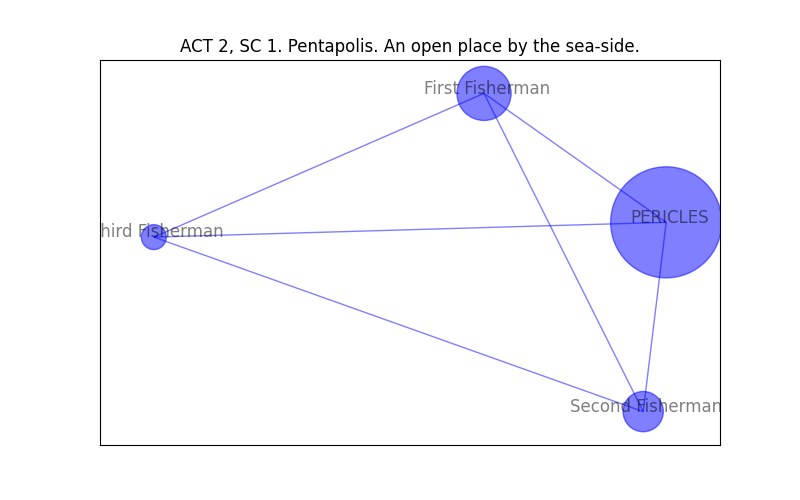 ACT 2, SC 1. Pentapolis. An open place by the sea-side.
First Fisherman
PERICLES
hird Fisherman
Second Fisherman